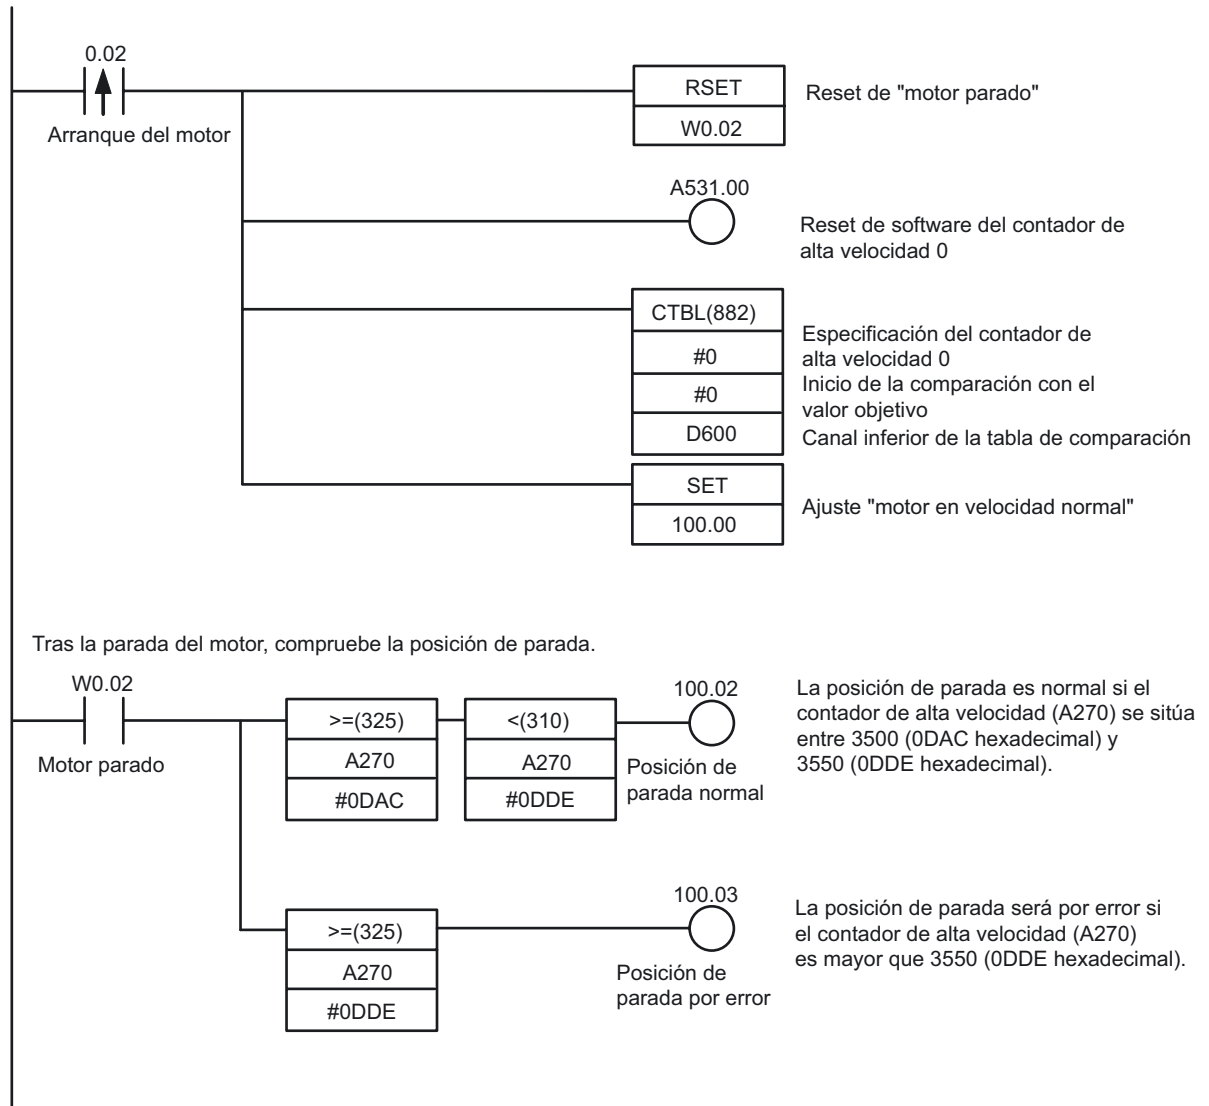 0.02
Arranque del motor
RSET
W0.02
Reset de "motor parado"
A531.00
Reset de software del contador de
alta velocidad 0
CTBL(882)
#0
#0
D600
Especificación del contador de
alta velocidad 0
Inicio de la comparación con el
valor objetivo
Canal inferior de la tabla de comparación
SET
100.00
Ajuste "motor en velocidad normal"
Tras la parada del motor, compruebe la posición de parada.
W0.02
Motor parado
>=(325)
A270
#0DAC
<(310)
A270
#0DDE
100.02
Posición de
parada normal
La posición de parada es normal si el
contador de alta velocidad (A270) se sitúa
entre 3500 (0DAC hexadecimal) y
3550 (0DDE hexadecimal).
>=(325)
A270
#0DDE
100.03
Posición de
parada por error
La posición de parada será por error si
el contador de alta velocidad (A270)
es mayor que 3550 (0DDE hexadecimal).